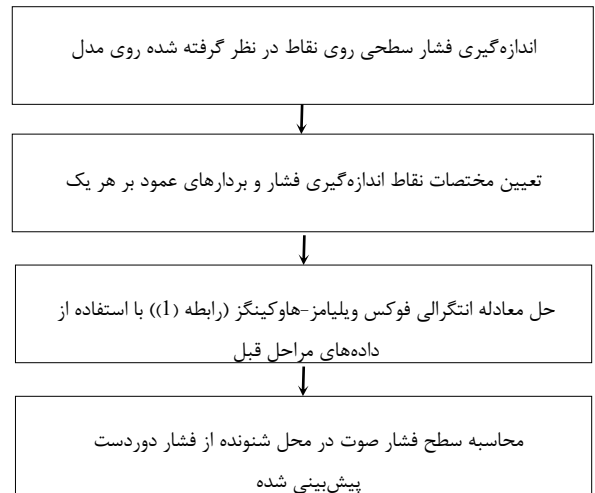 اندازه‌گیری فشار سطحی روی نقاط در نظر گرفته شده روی مدل
تعیین مختصات نقاط اندازه‌گیری فشار و بردارهای عمود بر هر یک
حل معادله انتگرالی فوکس ویلیامز-هاوکینگز (رابطه (1)) با استفاده از
داده‌های مراحل قبل
محاسبه سطح فشار صوت در محل شنونده از فشار دوردست
پیش‌بینی شده